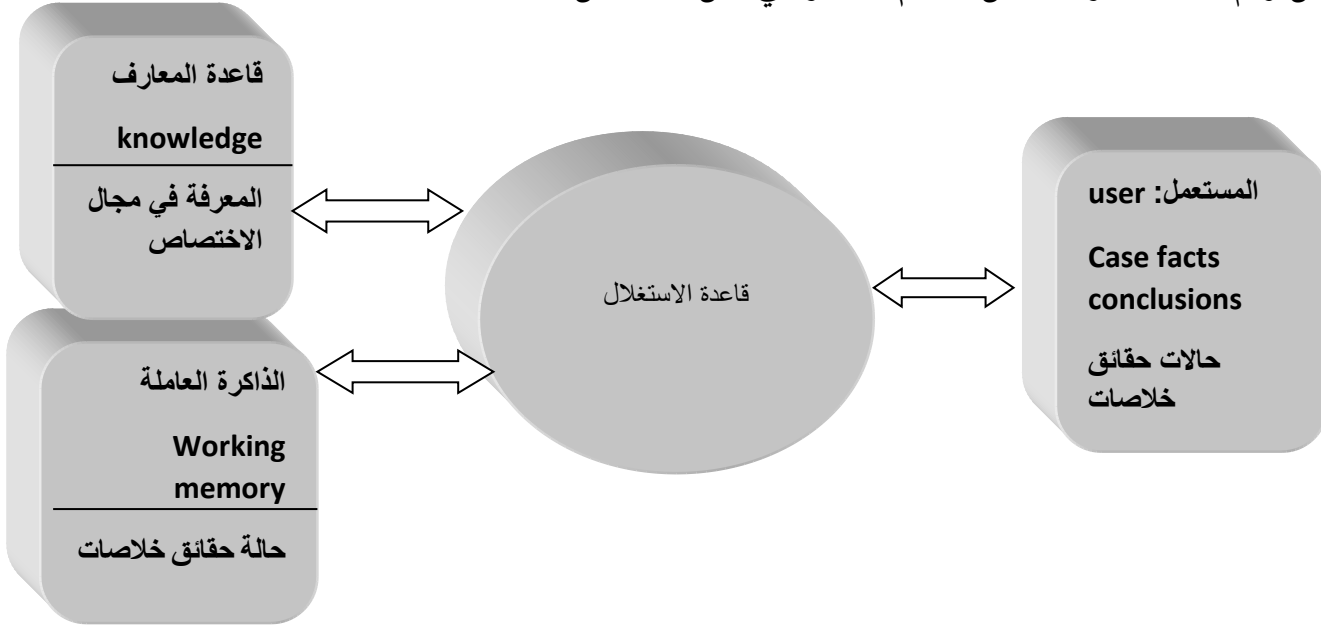 قاعدة المعارف
knowledge
المعرفة في مجال
الاختصاص
الذاكرة العاملة
Working
memory
حالة حقائق خلاصات
قاعدة الاستغلال
المستعمل: user
Case facts
conclusions
حالات حقائق
خلاصات